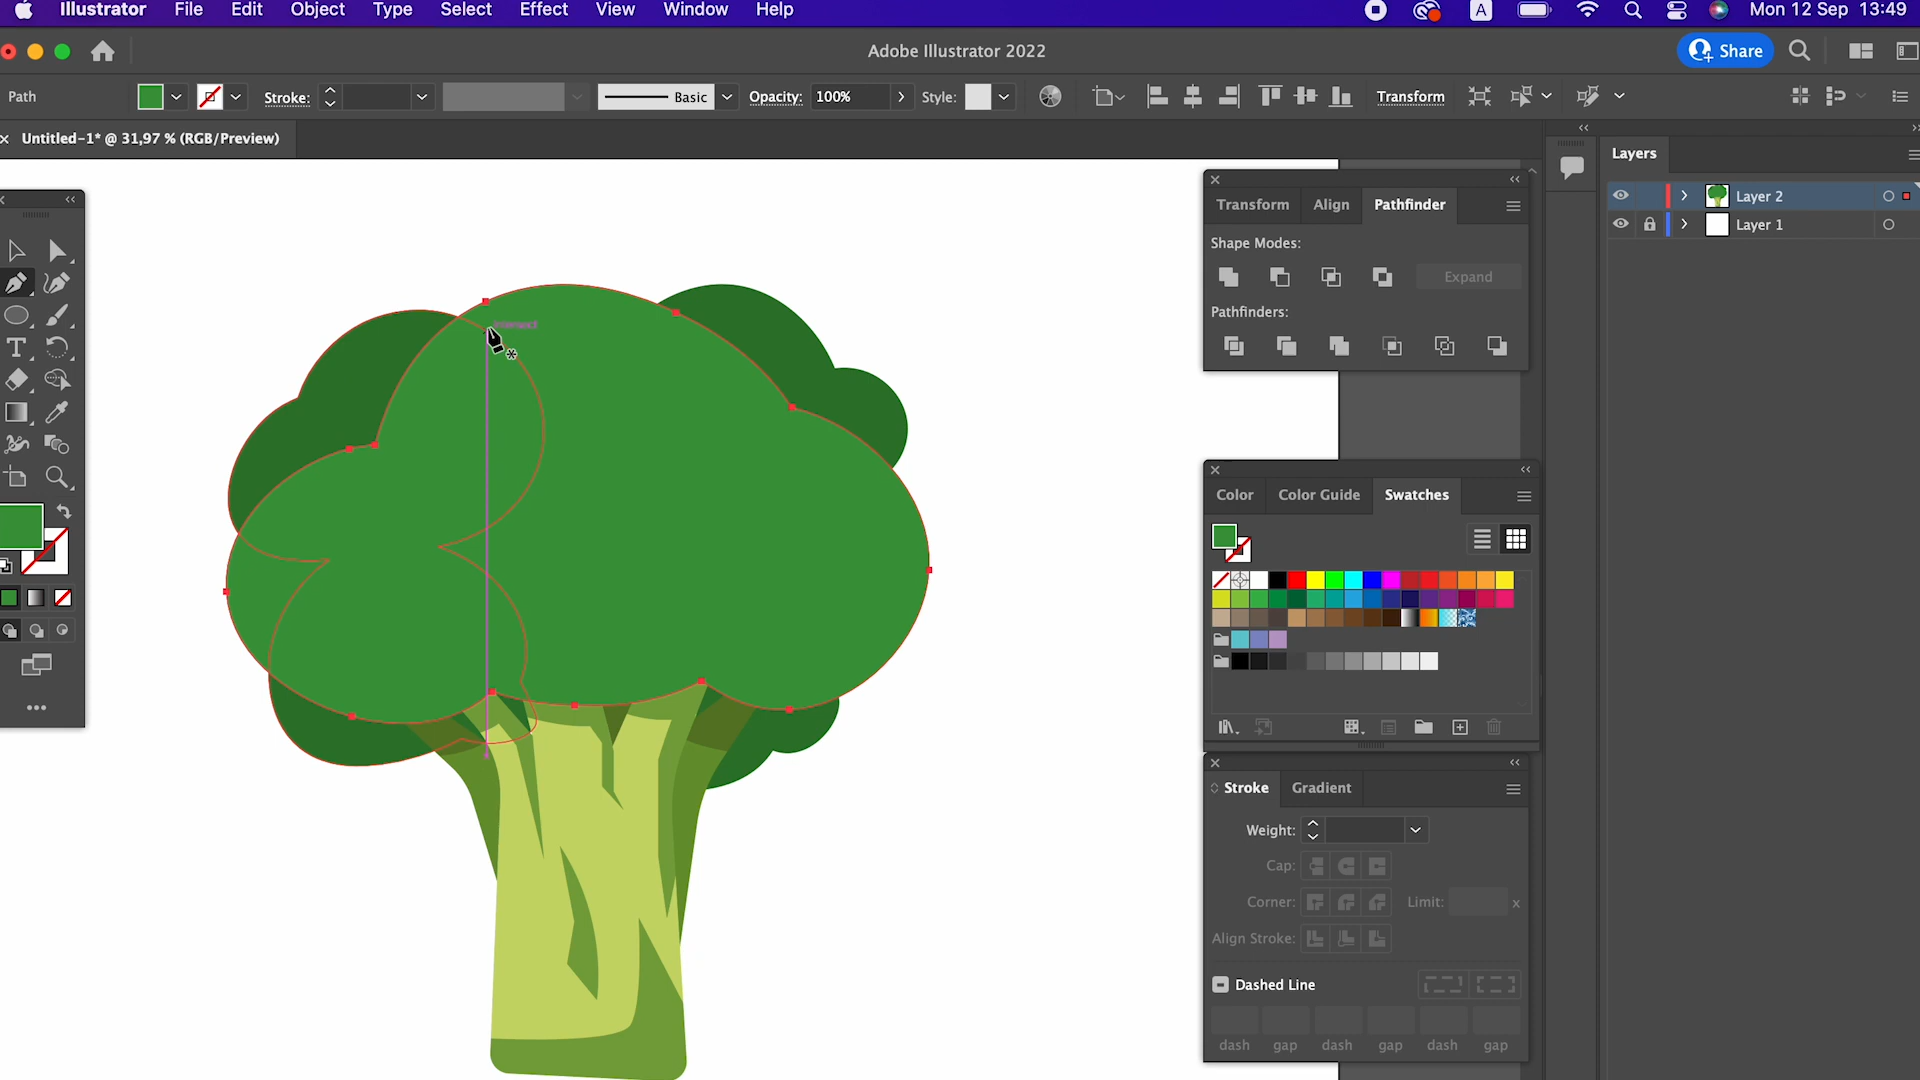 Illustrator File Edit Object Type Select Effect View Window Help A Mon 12 Sep 13:49
Adobe Illustrator 2022
Share
Path Stroke: Basic Opacity: 100% Style: Transform
× Untitled-1* @ 31,97 % (RGB/Preview)
Layers
Layer 2
Layer 1
Transform Align Pathfinder
Shape Modes:
Expand
Pathfinders:
Color Color Guide Swatches
Stroke Gradient
Weight:
Cap:
Corner: Limit: x
Align Stroke:
Dashed Line
dash gap dash gap dash gap